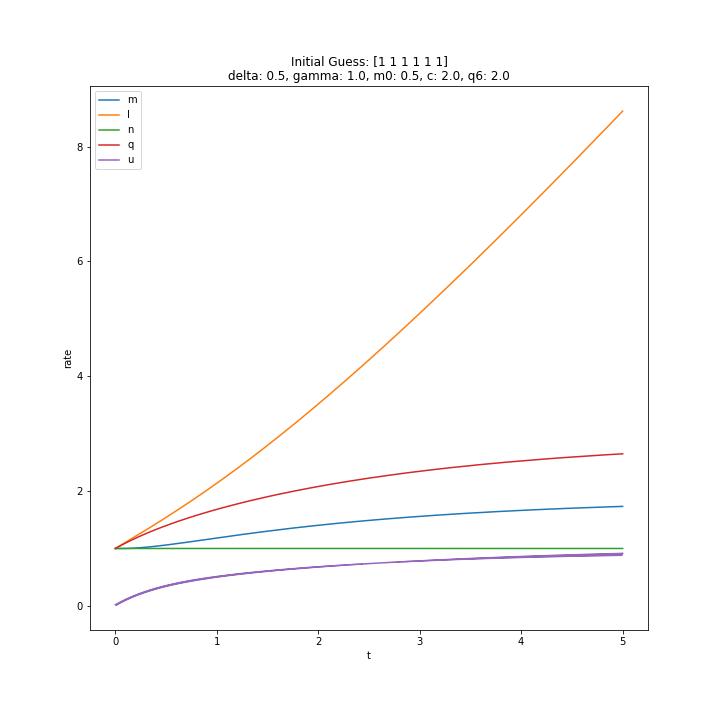 Initial Guess: [1 1 1 1 1 1]
delta: 0.5, gamma: 1.0, m0: 0.5, c: 2.0, q6: 2.0
m
l
n
q
u
8
6
4
2
0
rate
0 1 2 3 4 5
t